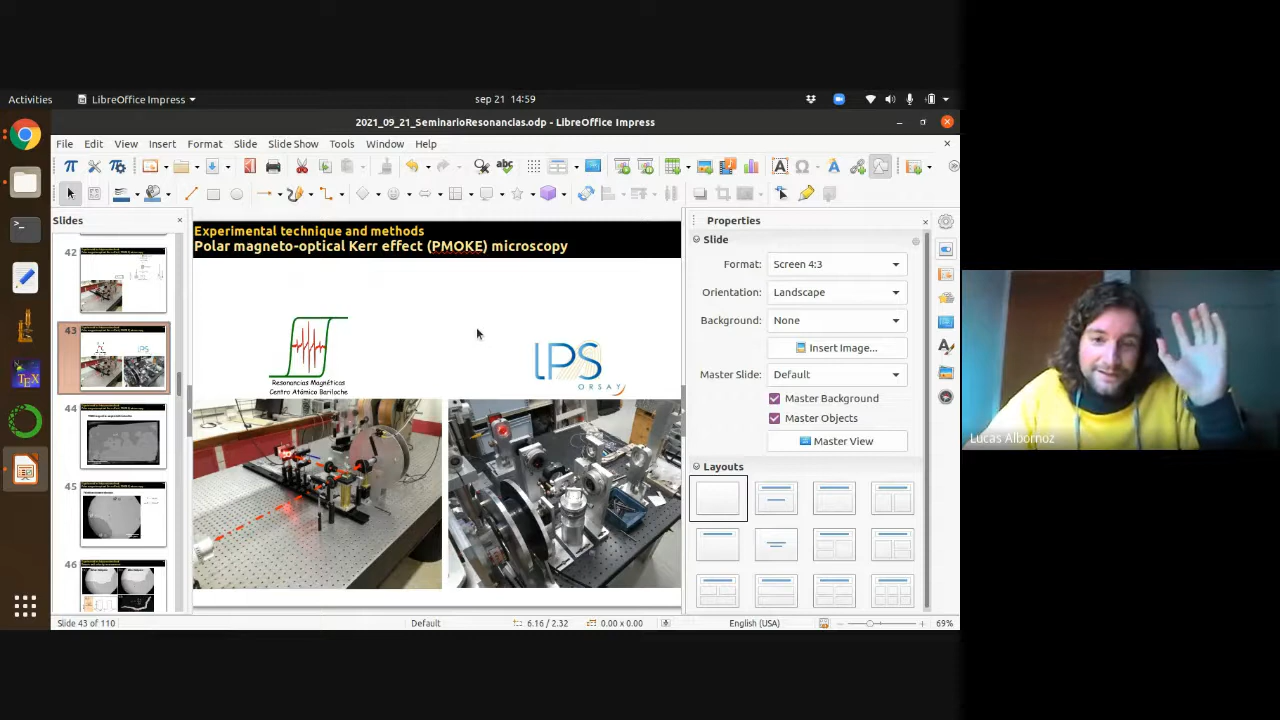 Activities
LibreOffice Impress
sep 21 14:59
2021_09_21_SeminarioResonancias.odp - LibreOffice Impress
File Edit View Insert Format Slide Slide Show Tools Window Help
Slides
42
43
44
45
46
Experimental technique and methods
Polar magneto-optical Kerr effect (PMOKE) microscopy
Resonancias Magnéticas
Centro Atómico Bariloche
LPS
ORSAY
Properties
Slide
Format: Screen 4:3
Orientation: Landscape
Background: None
Insert Image...
Master Slide: Default
Master Background
Master Objects
Master View
Layouts
Slide 43 of 110
Default
6.16 / 2.32
0.00 x 0.00
English (USA)
69%
Lucas Albornoz